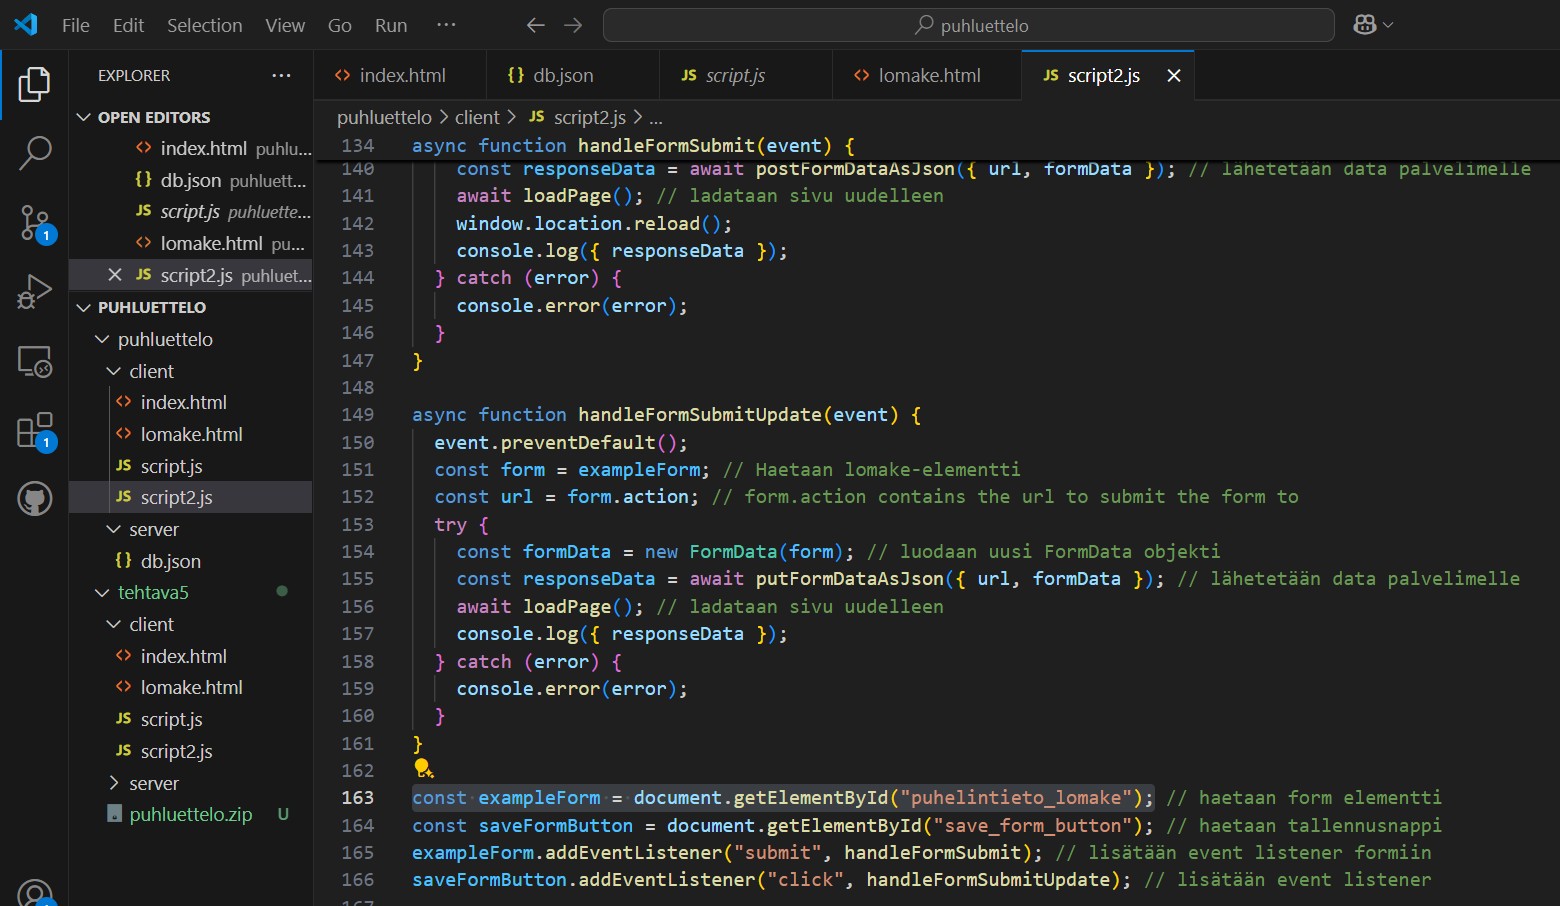 File Edit Selection View Go Run ··· ← → puhluettelo
EXPLORER ···
OPEN EDITORS
<> index.html puhlu...
{} db.json puhluett...
JS script.js puhluette...
<> lomake.html pu...
JS script2.js puhluet...
PUHLUETTELO
puhluettelo
client
<> index.html
<> lomake.html
JS script.js
JS script2.js
server
{} db.json
tehtava5
client
<> index.html
<> lomake.html
JS script.js
JS script2.js
server
puhluettelo.zip U
1
1
<> index.html {} db.json JS script.js <> lomake.html JS script2.js
puhluettelo > client > JS script2.js > ...
134 async function handleFormSubmit(event) {
140 const responseData = await postFormDataAsJson({ url, formData }); // lähetetään data palvelimelle
141 await loadPage(); // ladataan sivu uudelleen
142 window.location.reload();
143 console.log({ responseData });
144 } catch (error) {
145 console.error(error);
146 }
147 }
148
149 async function handleFormSubmitUpdate(event) {
150 event.preventDefault();
151 const form = exampleForm; // Haetaan lomake-elementti
152 const url = form.action; // form.action contains the url to submit the form to
153 try {
154 const formData = new FormData(form); // luodaan uusi FormData objekti
155 const responseData = await putFormDataAsJson({ url, formData }); // lähetetään data palvelimelle
156 await loadPage(); // ladataan sivu uudelleen
157 console.log({ responseData });
158 } catch (error) {
159 console.error(error);
160 }
161 }
162
163 const exampleForm = document.getElementById("puhelintieto_lomake"); // haetaan form elementti
164 const saveFormButton = document.getElementById("save_form_button"); // haetaan tallennusnappi
165 exampleForm.addEventListener("submit", handleFormSubmit); // lisätään event listener formiin
166 saveFormButton.addEventListener("click", handleFormSubmitUpdate); // lisätään event listener